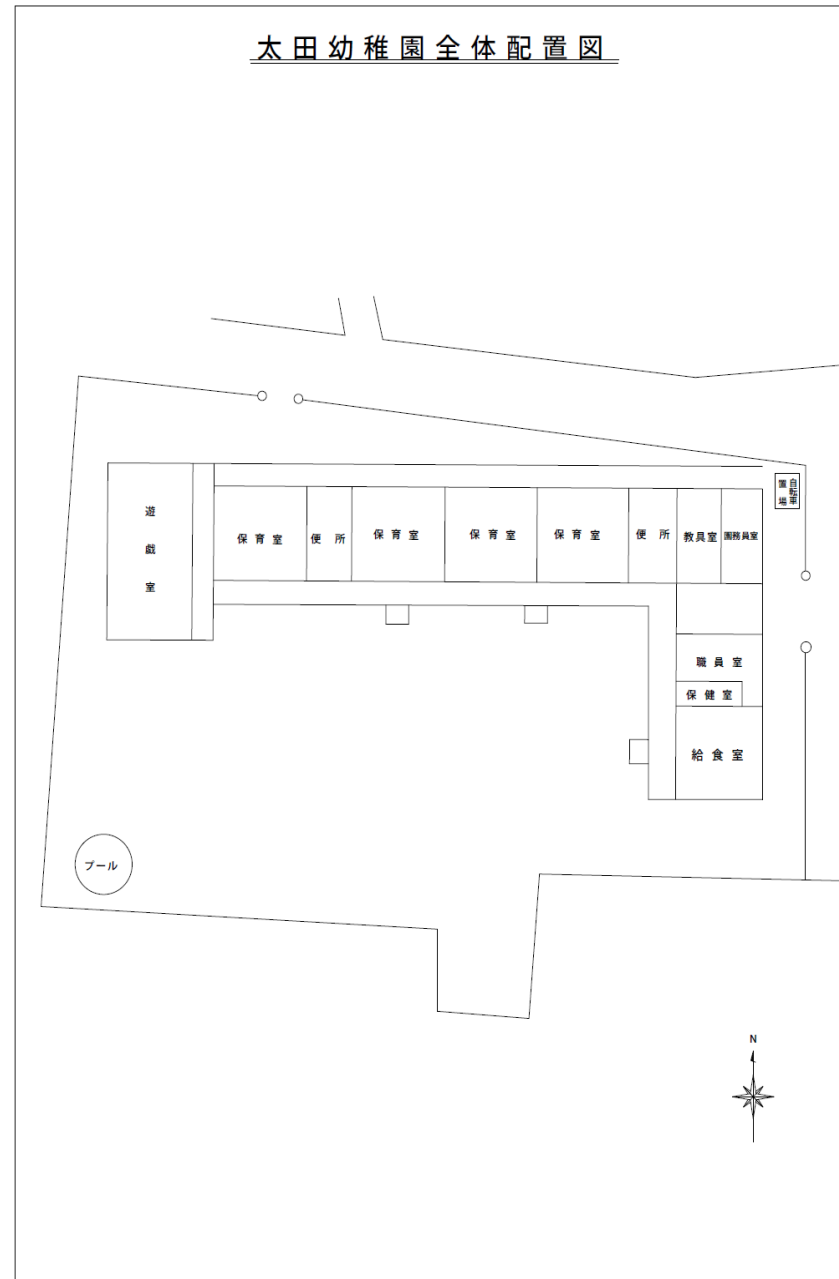 太田幼稚園全体配置図
自転車
置場
遊戯室
保育室
便所
保育室
保育室
保育室
便所
教具室
園務員室
職員室
保健室
給食室
プール
N